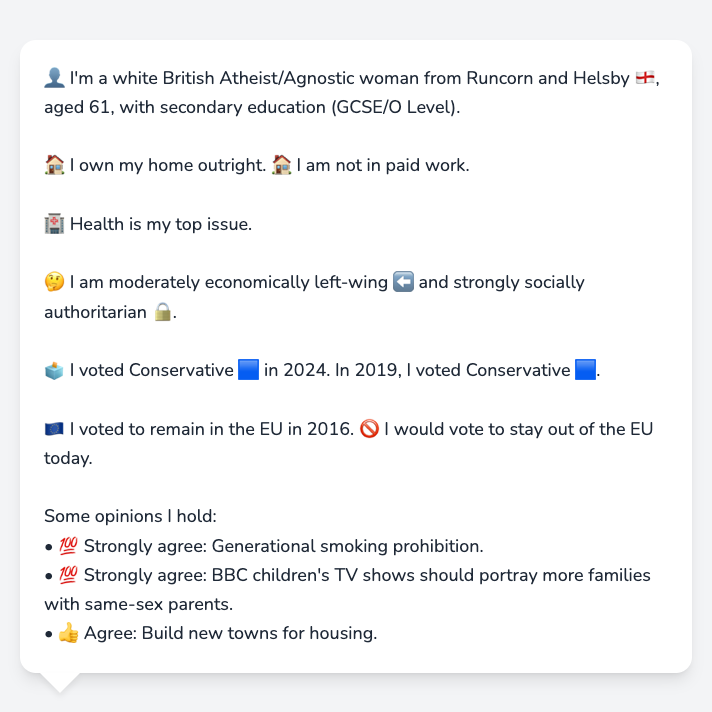 👤 I'm a white British Atheist/Agnostic woman from Runcorn and Helsby 🏴󠁧󠁢󠁥󠁮󠁧󠁿,
aged 61, with secondary education (GCSE/O Level).
🏠 I own my home outright. 🏠 I am not in paid work.
🏥 Health is my top issue.
🤔 I am moderately economically left-wing ⬅️ and strongly socially
authoritarian 🔒.
🗳️ I voted Conservative 🟦 in 2024. In 2019, I voted Conservative 🟦.
🇪🇺 I voted to remain in the EU in 2016. 🚫 I would vote to stay out of the EU
today.
Some opinions I hold:
• 💯 Strongly agree: Generational smoking prohibition.
• 💯 Strongly agree: BBC children's TV shows should portray more families
with same-sex parents.
• 👍 Agree: Build new towns for housing.